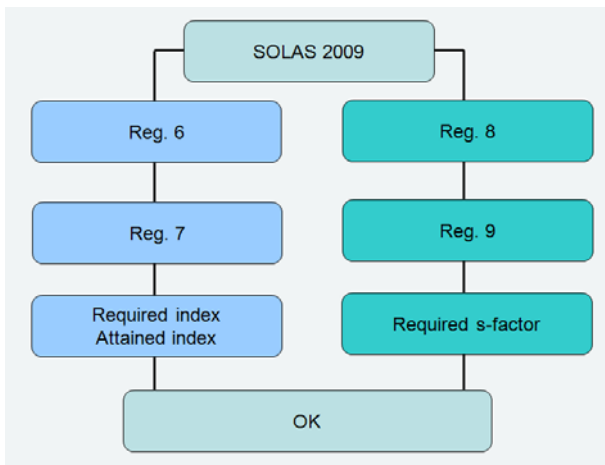 SOLAS 2009
Reg. 6
Reg. 8
Reg. 7
Reg. 9
Required index
Attained index
Required s-factor
OK